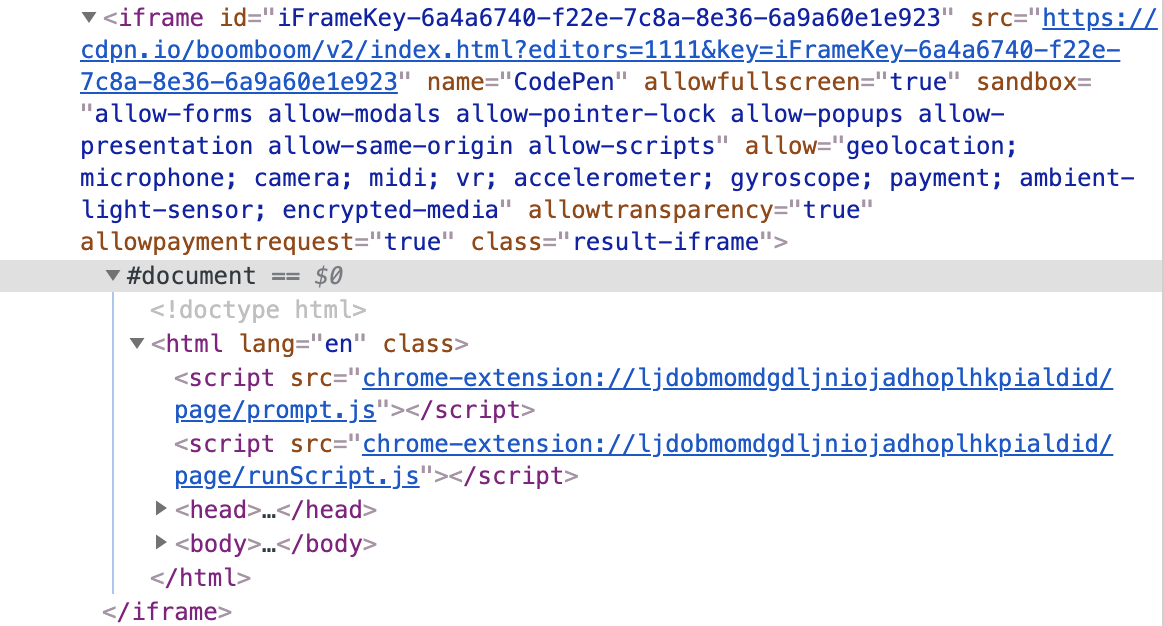 ▼<iframe id="iFrameKey-6a4a6740-f22e-7c8a-8e36-6a9a60e1e923" src="https://
cdpn.io/boomboom/v2/index.html?editors=1111&key=iFrameKey-6a4a6740-f22e-
7c8a-8e36-6a9a60e1e923" name="CodePen" allowfullscreen="true" sandbox=
"allow-forms allow-modals allow-pointer-lock allow-popups allow-
presentation allow-same-origin allow-scripts" allow="geolocation;
microphone; camera; midi; vr; accelerometer; gyroscope; payment; ambient-
light-sensor; encrypted-media" allowtransparency="true"
allowpaymentrequest="true" class="result-iframe">
▼#document == $0
<!doctype html>
▼<html lang="en" class>
<script src="chrome-extension://ljdobmomdgdljniojadhoplhkpialdid/
page/prompt.js"></script>
<script src="chrome-extension://ljdobmomdgdljniojadhoplhkpialdid/
page/runScript.js"></script>
▶<head>…</head>
▶<body>…</body>
</html>
</iframe>